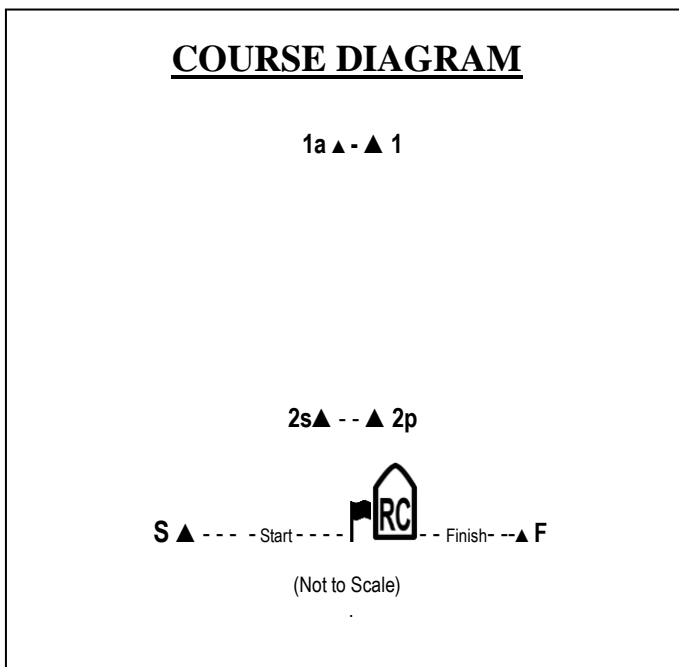 COURSE DIAGRAM
1a ▲ - ▲ 1
2s▲ - - ▲ 2p
RC
S ▲ - - - - Start - - - - - - Finish- --▲ F
(Not to Scale)
.